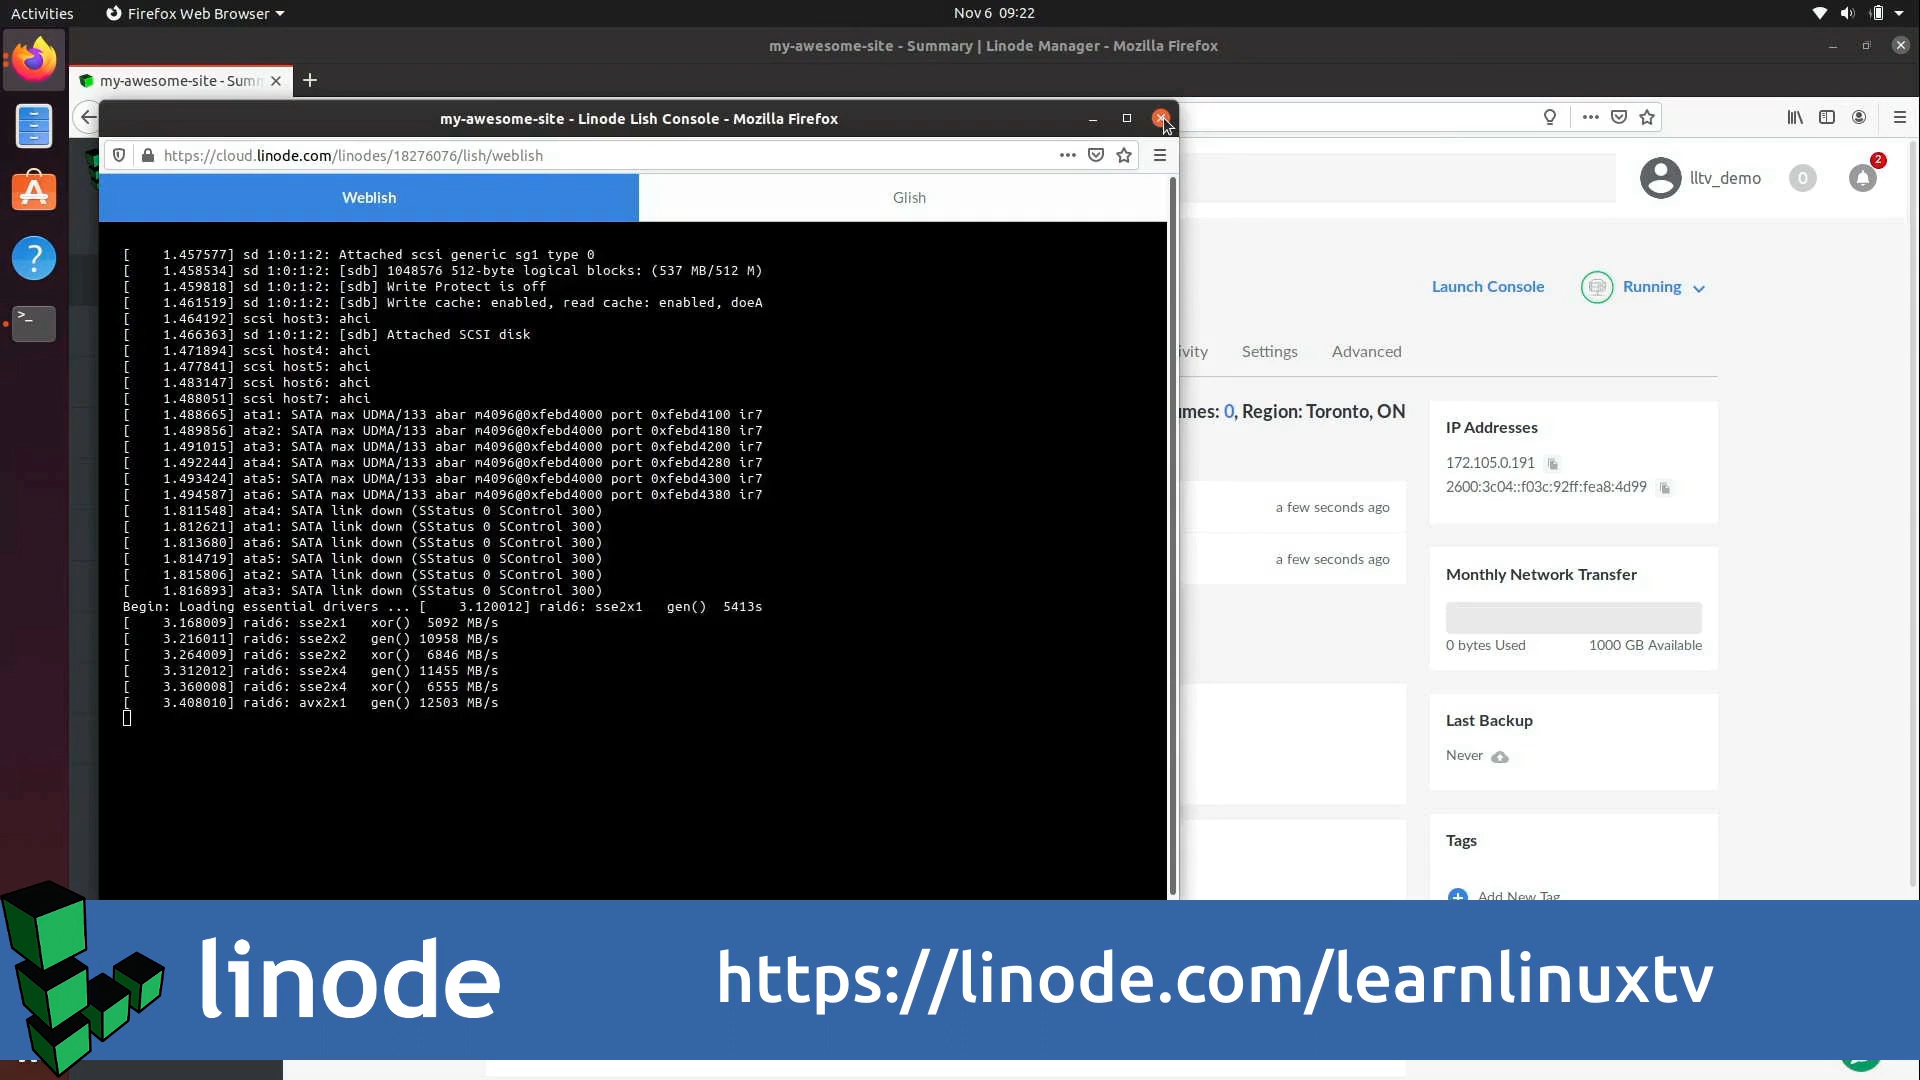 Activities
Firefox Web Browser
Nov 6 09:22
my-awesome-site - Summary | Linode Manager - Mozilla Firefox
my-awesome-site - Summ
my-awesome-site - Linode Lish Console - Mozilla Firefox
https://cloud.linode.com/linodes/18276076/lish/weblish
Weblish
Glish
lltv_demo
0
2
[    1.457577] sd 1:0:1:2: Attached scsi generic sg1 type 0
[    1.458534] sd 1:0:1:2: [sdb] 1048576 512-byte logical blocks: (537 MB/512 M)
[    1.459818] sd 1:0:1:2: [sdb] Write Protect is off
[    1.461519] sd 1:0:1:2: [sdb] Write cache: enabled, read cache: enabled, doeA
[    1.464192] scsi host3: ahci
[    1.466363] sd 1:0:1:2: [sdb] Attached SCSI disk
[    1.471894] scsi host4: ahci
[    1.477841] scsi host5: ahci
[    1.483147] scsi host6: ahci
[    1.488051] scsi host7: ahci
[    1.488665] ata1: SATA max UDMA/133 abar m4096@0xfebd4000 port 0xfebd4100 ir7
[    1.489856] ata2: SATA max UDMA/133 abar m4096@0xfebd4000 port 0xfebd4180 ir7
[    1.491015] ata3: SATA max UDMA/133 abar m4096@0xfebd4000 port 0xfebd4200 ir7
[    1.492244] ata4: SATA max UDMA/133 abar m4096@0xfebd4000 port 0xfebd4280 ir7
[    1.493424] ata5: SATA max UDMA/133 abar m4096@0xfebd4000 port 0xfebd4300 ir7
[    1.494587] ata6: SATA max UDMA/133 abar m4096@0xfebd4000 port 0xfebd4380 ir7
[    1.811548] ata4: SATA link down (SStatus 0 SControl 300)
[    1.812621] ata1: SATA link down (SStatus 0 SControl 300)
[    1.813680] ata6: SATA link down (SStatus 0 SControl 300)
[    1.814719] ata5: SATA link down (SStatus 0 SControl 300)
[    1.815806] ata2: SATA link down (SStatus 0 SControl 300)
[    1.816893] ata3: SATA link down (SStatus 0 SControl 300)
Begin: Loading essential drivers ... [    3.120012] raid6: sse2x1   gen()  5413s
[    3.168009] raid6: sse2x1   xor()  5092 MB/s
[    3.216011] raid6: sse2x2   gen() 10958 MB/s
[    3.264009] raid6: sse2x2   xor()  6846 MB/s
[    3.312012] raid6: sse2x4   gen() 11455 MB/s
[    3.360008] raid6: sse2x4   xor()  6555 MB/s
[    3.408010] raid6: avx2x1   gen() 12503 MB/s
Launch Console
Running
ivity
Settings
Advanced
umes: 0, Region: Toronto, ON
a few seconds ago
a few seconds ago
IP Addresses
172.105.0.191
2600:3c04::f03c:92ff:fea8:4d99
Monthly Network Transfer
0 bytes Used
1000 GB Available
Last Backup
Never
Tags
Add New Tag
linode
https://linode.com/learnlinuxtv